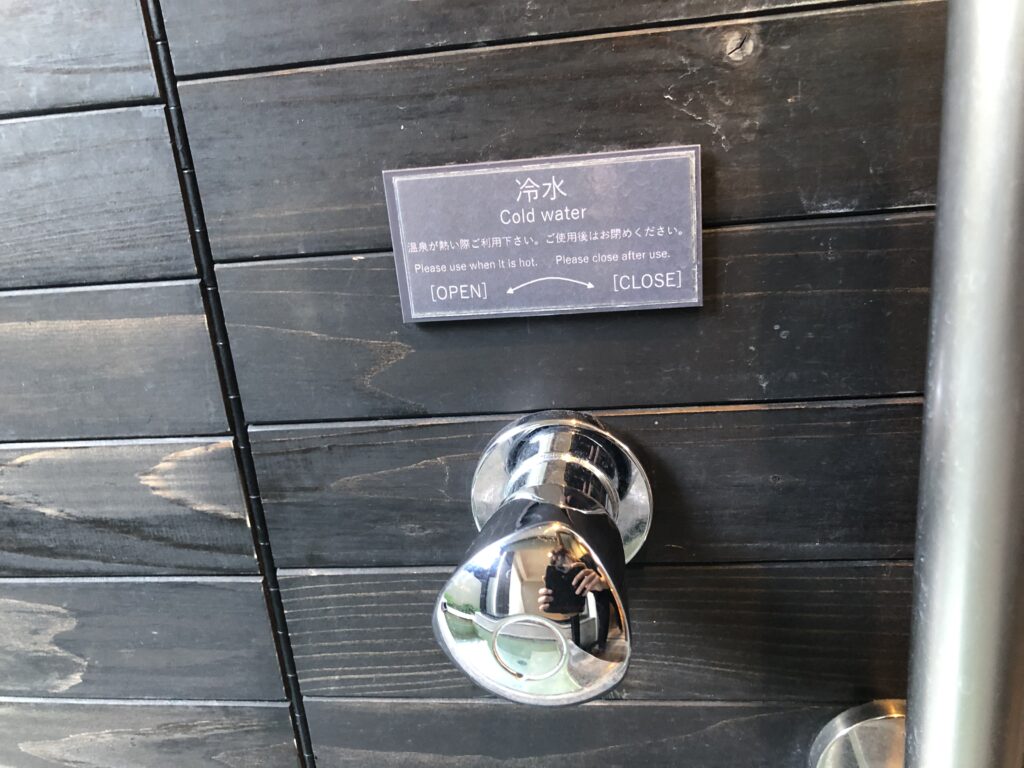 冷水
Cold water
温泉が熱い際ご利用下さい。ご使用後はお閉めください。
Please use when it is hot. Please close after use.
[OPEN] [CLOSE]